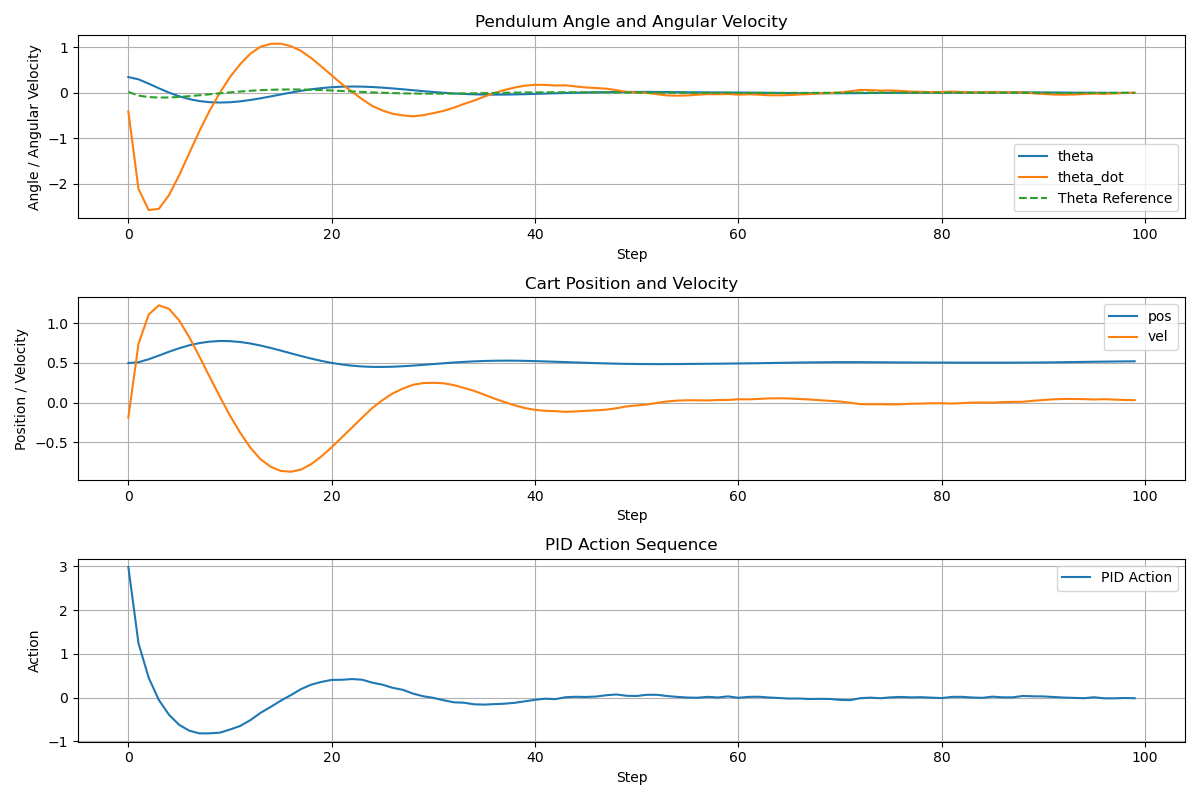 Pendulum Angle and Angular Velocity
Angle / Angular Velocity
1
0
−1
−2
theta
theta_dot
Theta Reference
0 20 40 60 80 100
Step
Cart Position and Velocity
Position / Velocity
1.0
0.5
0.0
−0.5
pos
vel
0 20 40 60 80 100
Step
PID Action Sequence
Action
3
2
1
0
−1
PID Action
0 20 40 60 80 100
Step